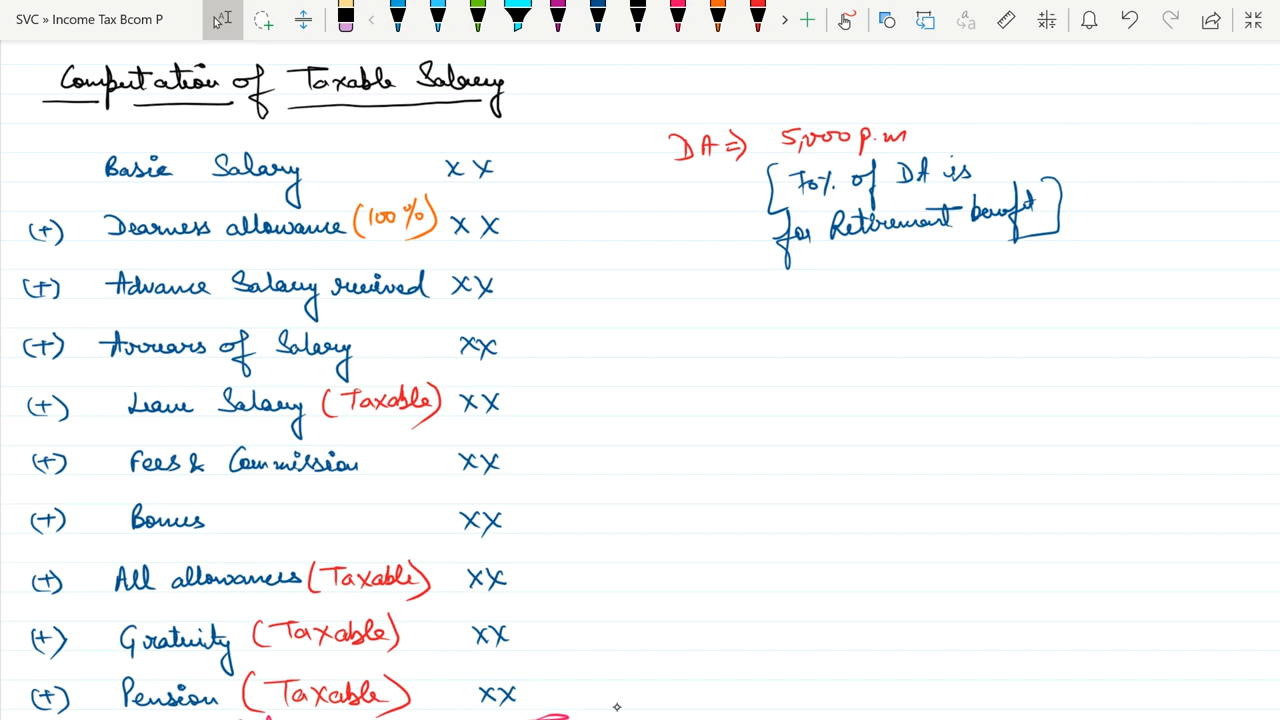 SVC » Income Tax Bcom P
Computation of Taxable Salary
Basic Salary XX
(+) Dearness allowance (100%) XX
(+) Advance Salary received XX
(+) Arrears of Salary XX
(+) Leave Salary (Taxable) XX
(+) Fees & Commission XX
(+) Bonus XX
(+) All allowances (Taxable) XX
(+) Gratuity (Taxable) XX
(+) Pension (Taxable) XX
DA ⇒ 5,000 p.m
[70% of DA is
for Retirement benefit]